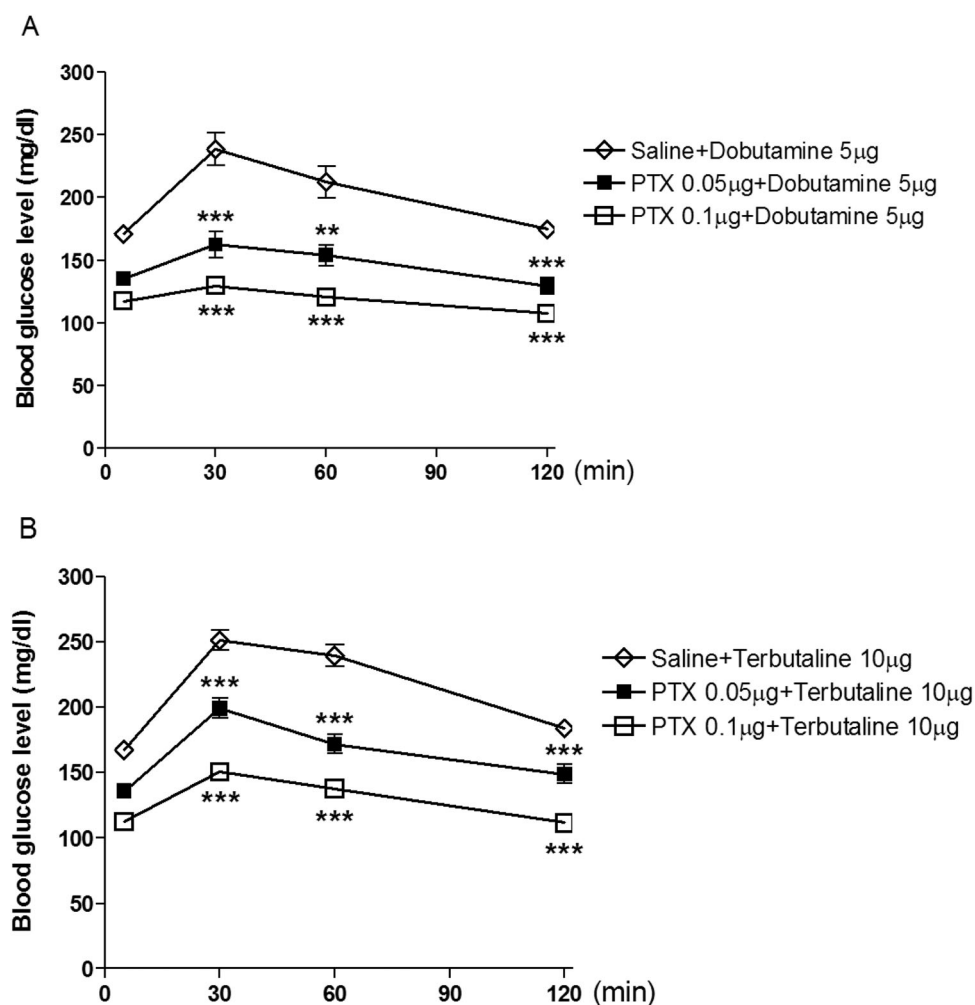 A
Blood glucose level (mg/dl)
300
250
200
150
100
50
0
*** ** ***
*** *** ***
0 30 60 90 120 (min)
Saline+Dobutamine 5μg
PTX 0.05μg+Dobutamine 5μg
PTX 0.1μg+Dobutamine 5μg
B
Blood glucose level (mg/dl)
300
250
200
150
100
50
0
*** *** ***
*** *** ***
0 30 60 90 120 (min)
Saline+Terbutaline 10μg
PTX 0.05μg+Terbutaline 10μg
PTX 0.1μg+Terbutaline 10μg